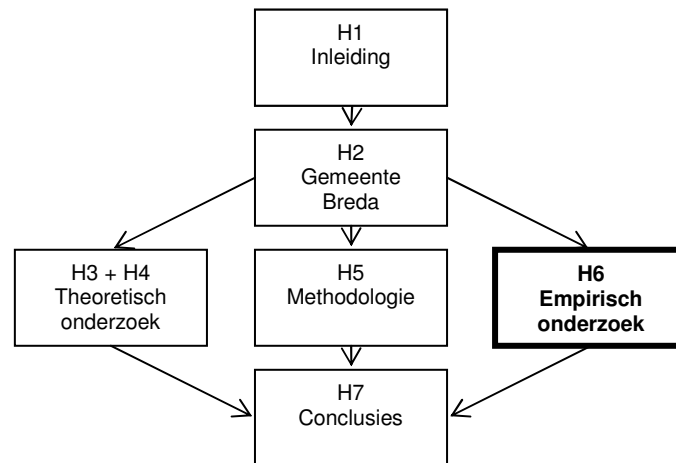 H1
Inleiding
H2
Gemeente
Breda
H3 + H4
Theoretisch
onderzoek
H5
Methodologie
H6
Empirisch
onderzoek
H7
Conclusies